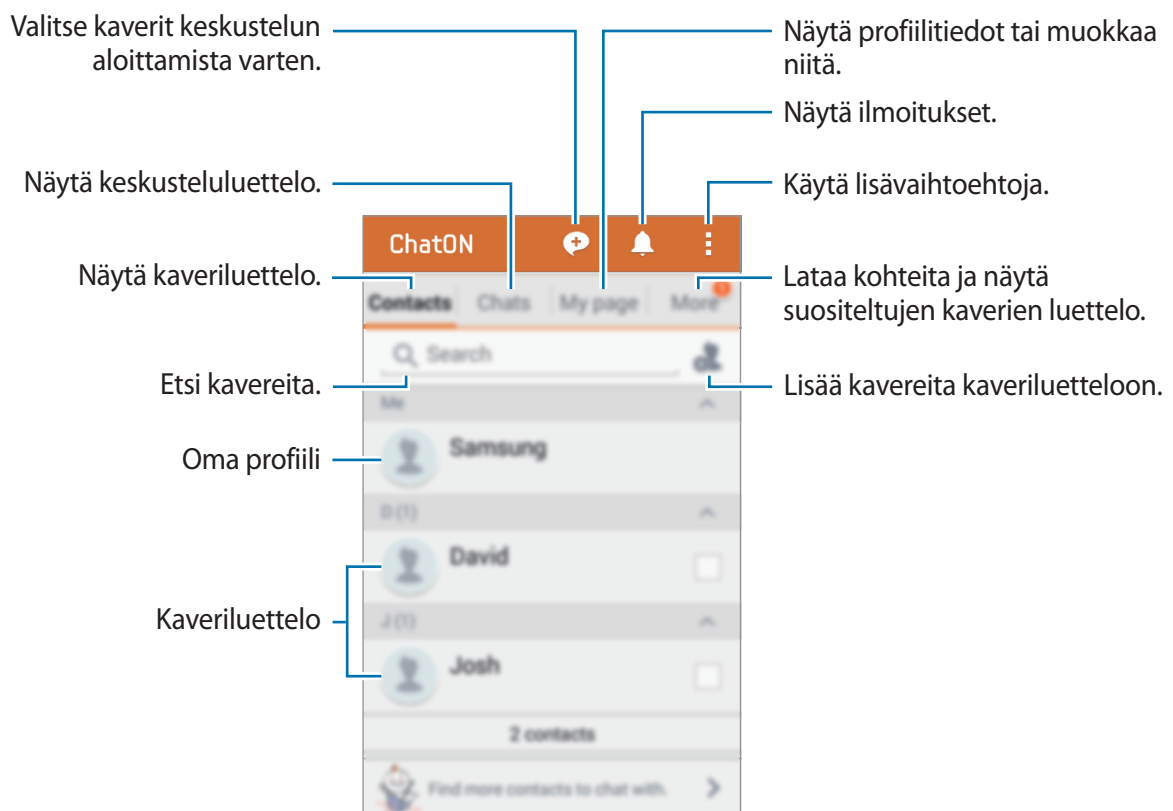 Valitse kaverit keskustelun
aloittamista varten.
Näytä profiilitiedot tai muokkaa
niitä.
Näytä ilmoitukset.
Näytä keskusteluluettelo.
Käytä lisävaihtoehtoja.
ChatON
Näytä kaveriluettelo.
Lataa kohteita ja näytä
suositeltujen kaverien luettelo.
Contacts Chats My page More
Search
Etsi kavereita.
Lisää kavereita kaveriluetteloon.
Me
Oma profiili
Samsung
D (1)
David
Kaveriluettelo
J (1)
Josh
2 contacts
Find more contacts to chat with.